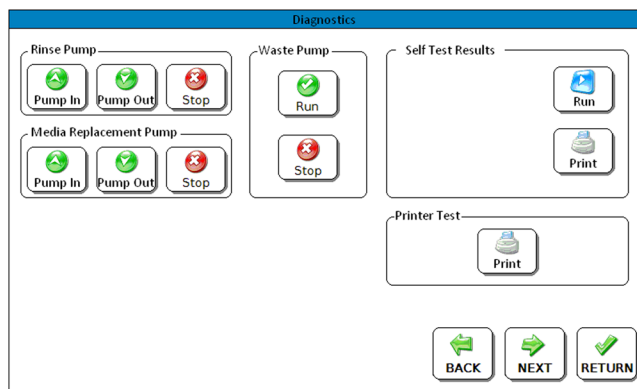 Diagnostics
Rinse Pump
Pump In Pump Out Stop
Media Replacement Pump
Pump In Pump Out Stop
Waste Pump
Run
Stop
Self Test Results
Run
Print
Printer Test
Print
BACK NEXT RETURN